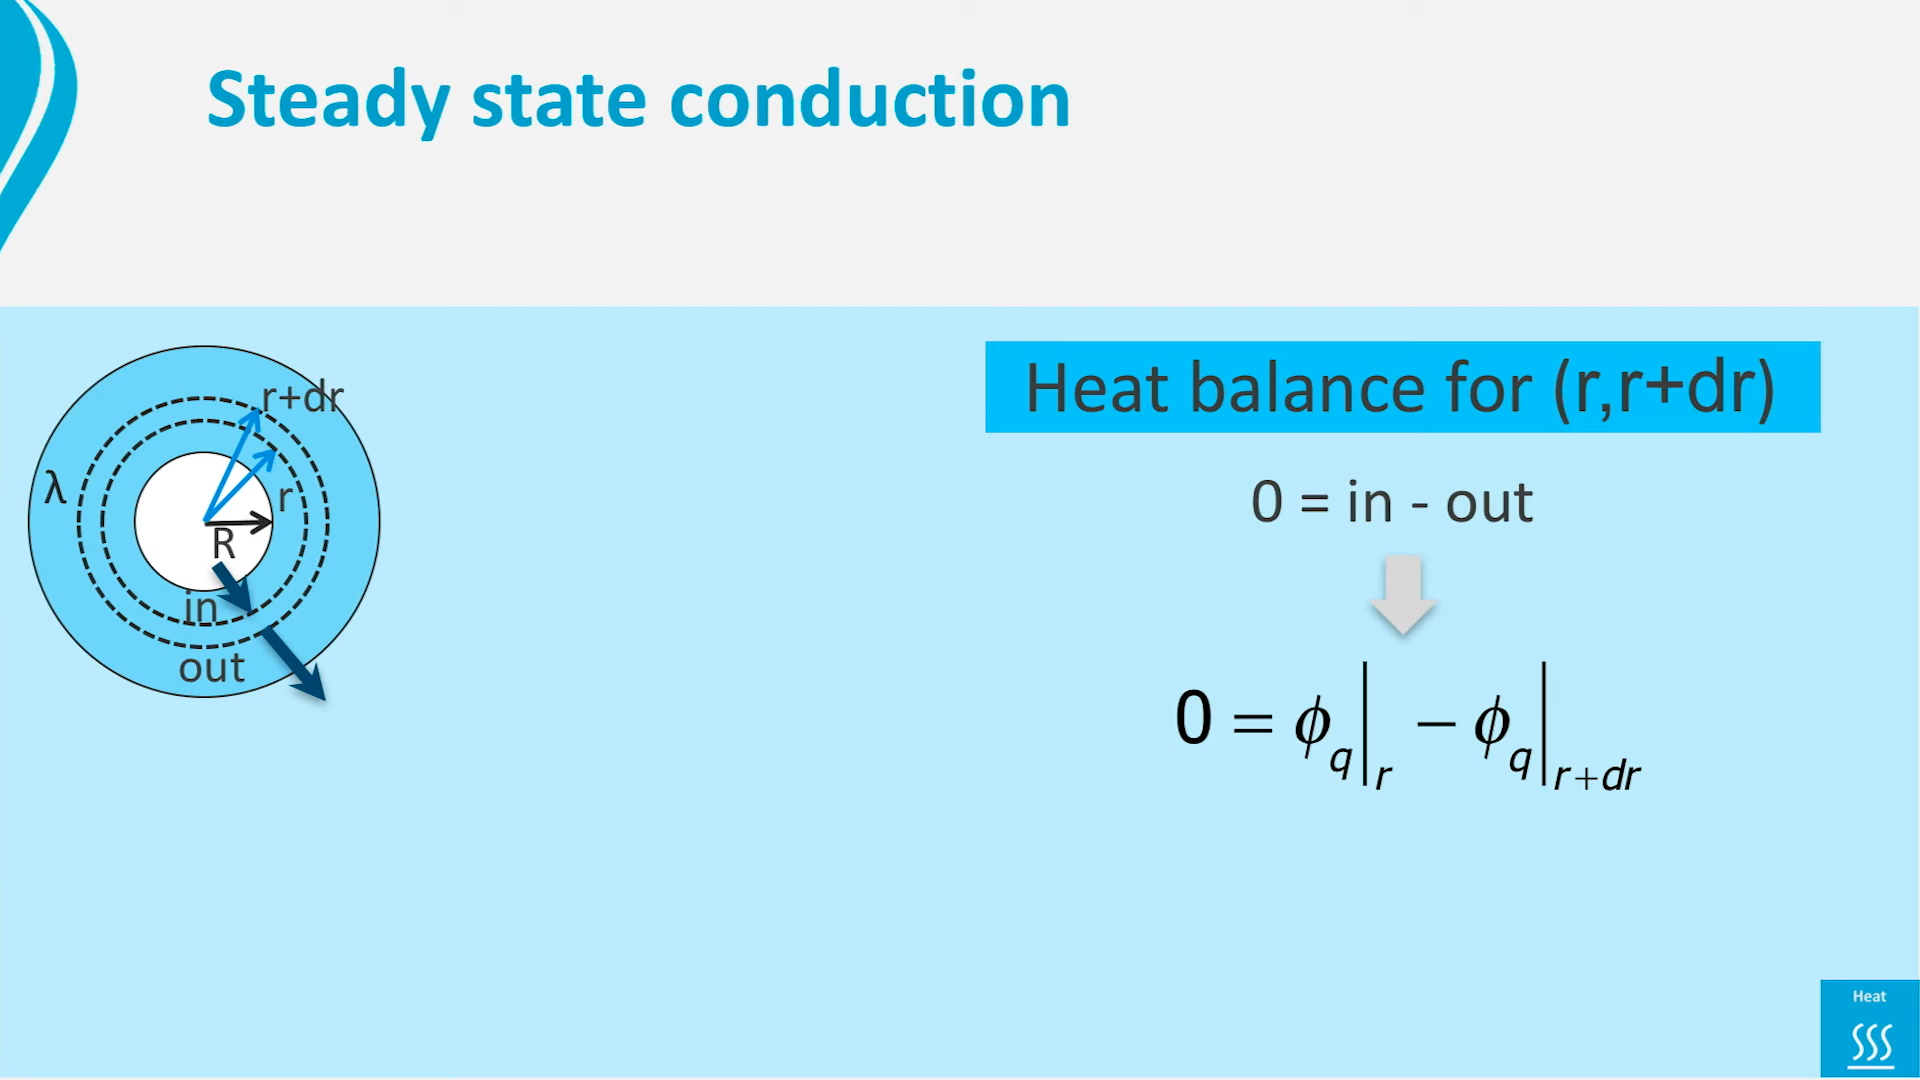 Steady state conduction
r+dr
λ
r
R
in
out
Heat balance for (r,r+dr)
0 = in - out
0 = ϕq|r − ϕq|r+dr
Heat